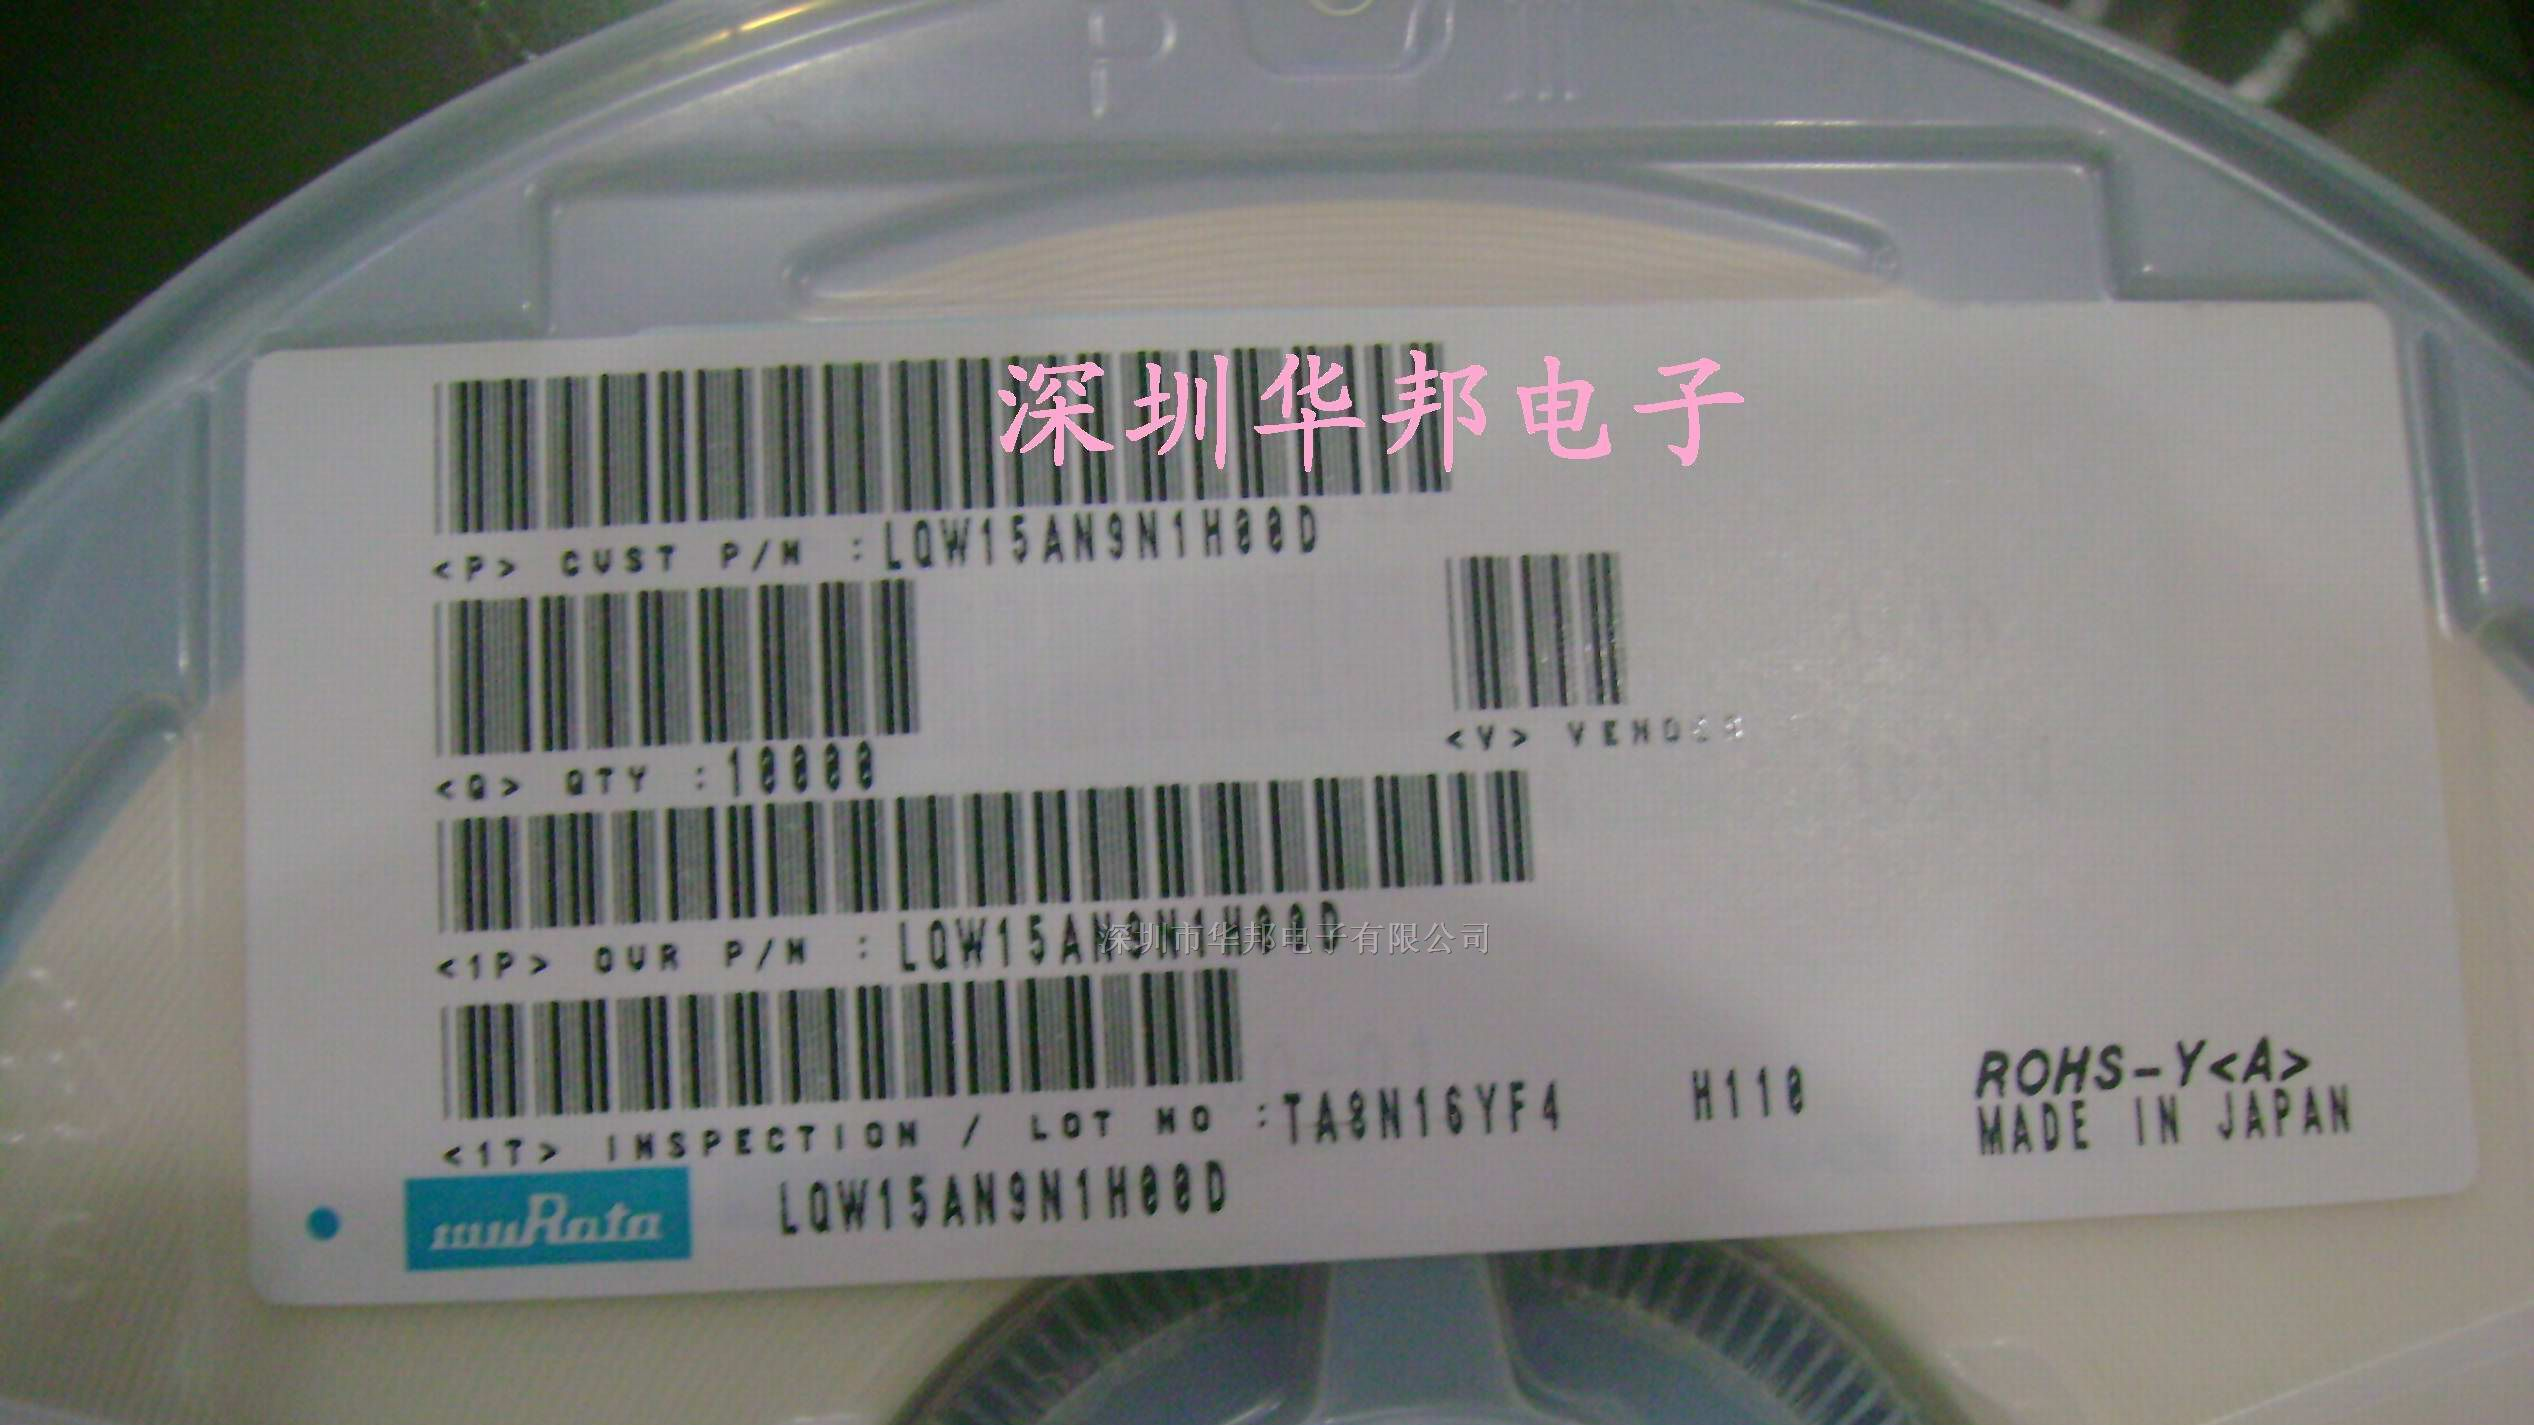 深圳华邦电子
<P> CUST P/N :LQW15AN9N1H00D
<Q> QTY :10000
<V> VENDOR
<1P> OUR P/N :LQW15AN9N1H00D
深圳市华邦电子有限公司
<1T> INSPECTION / LOT NO :TA8N16YF4 H110
ROHS-Y<A>
MADE IN JAPAN
muRata LQW15AN9N1H00D